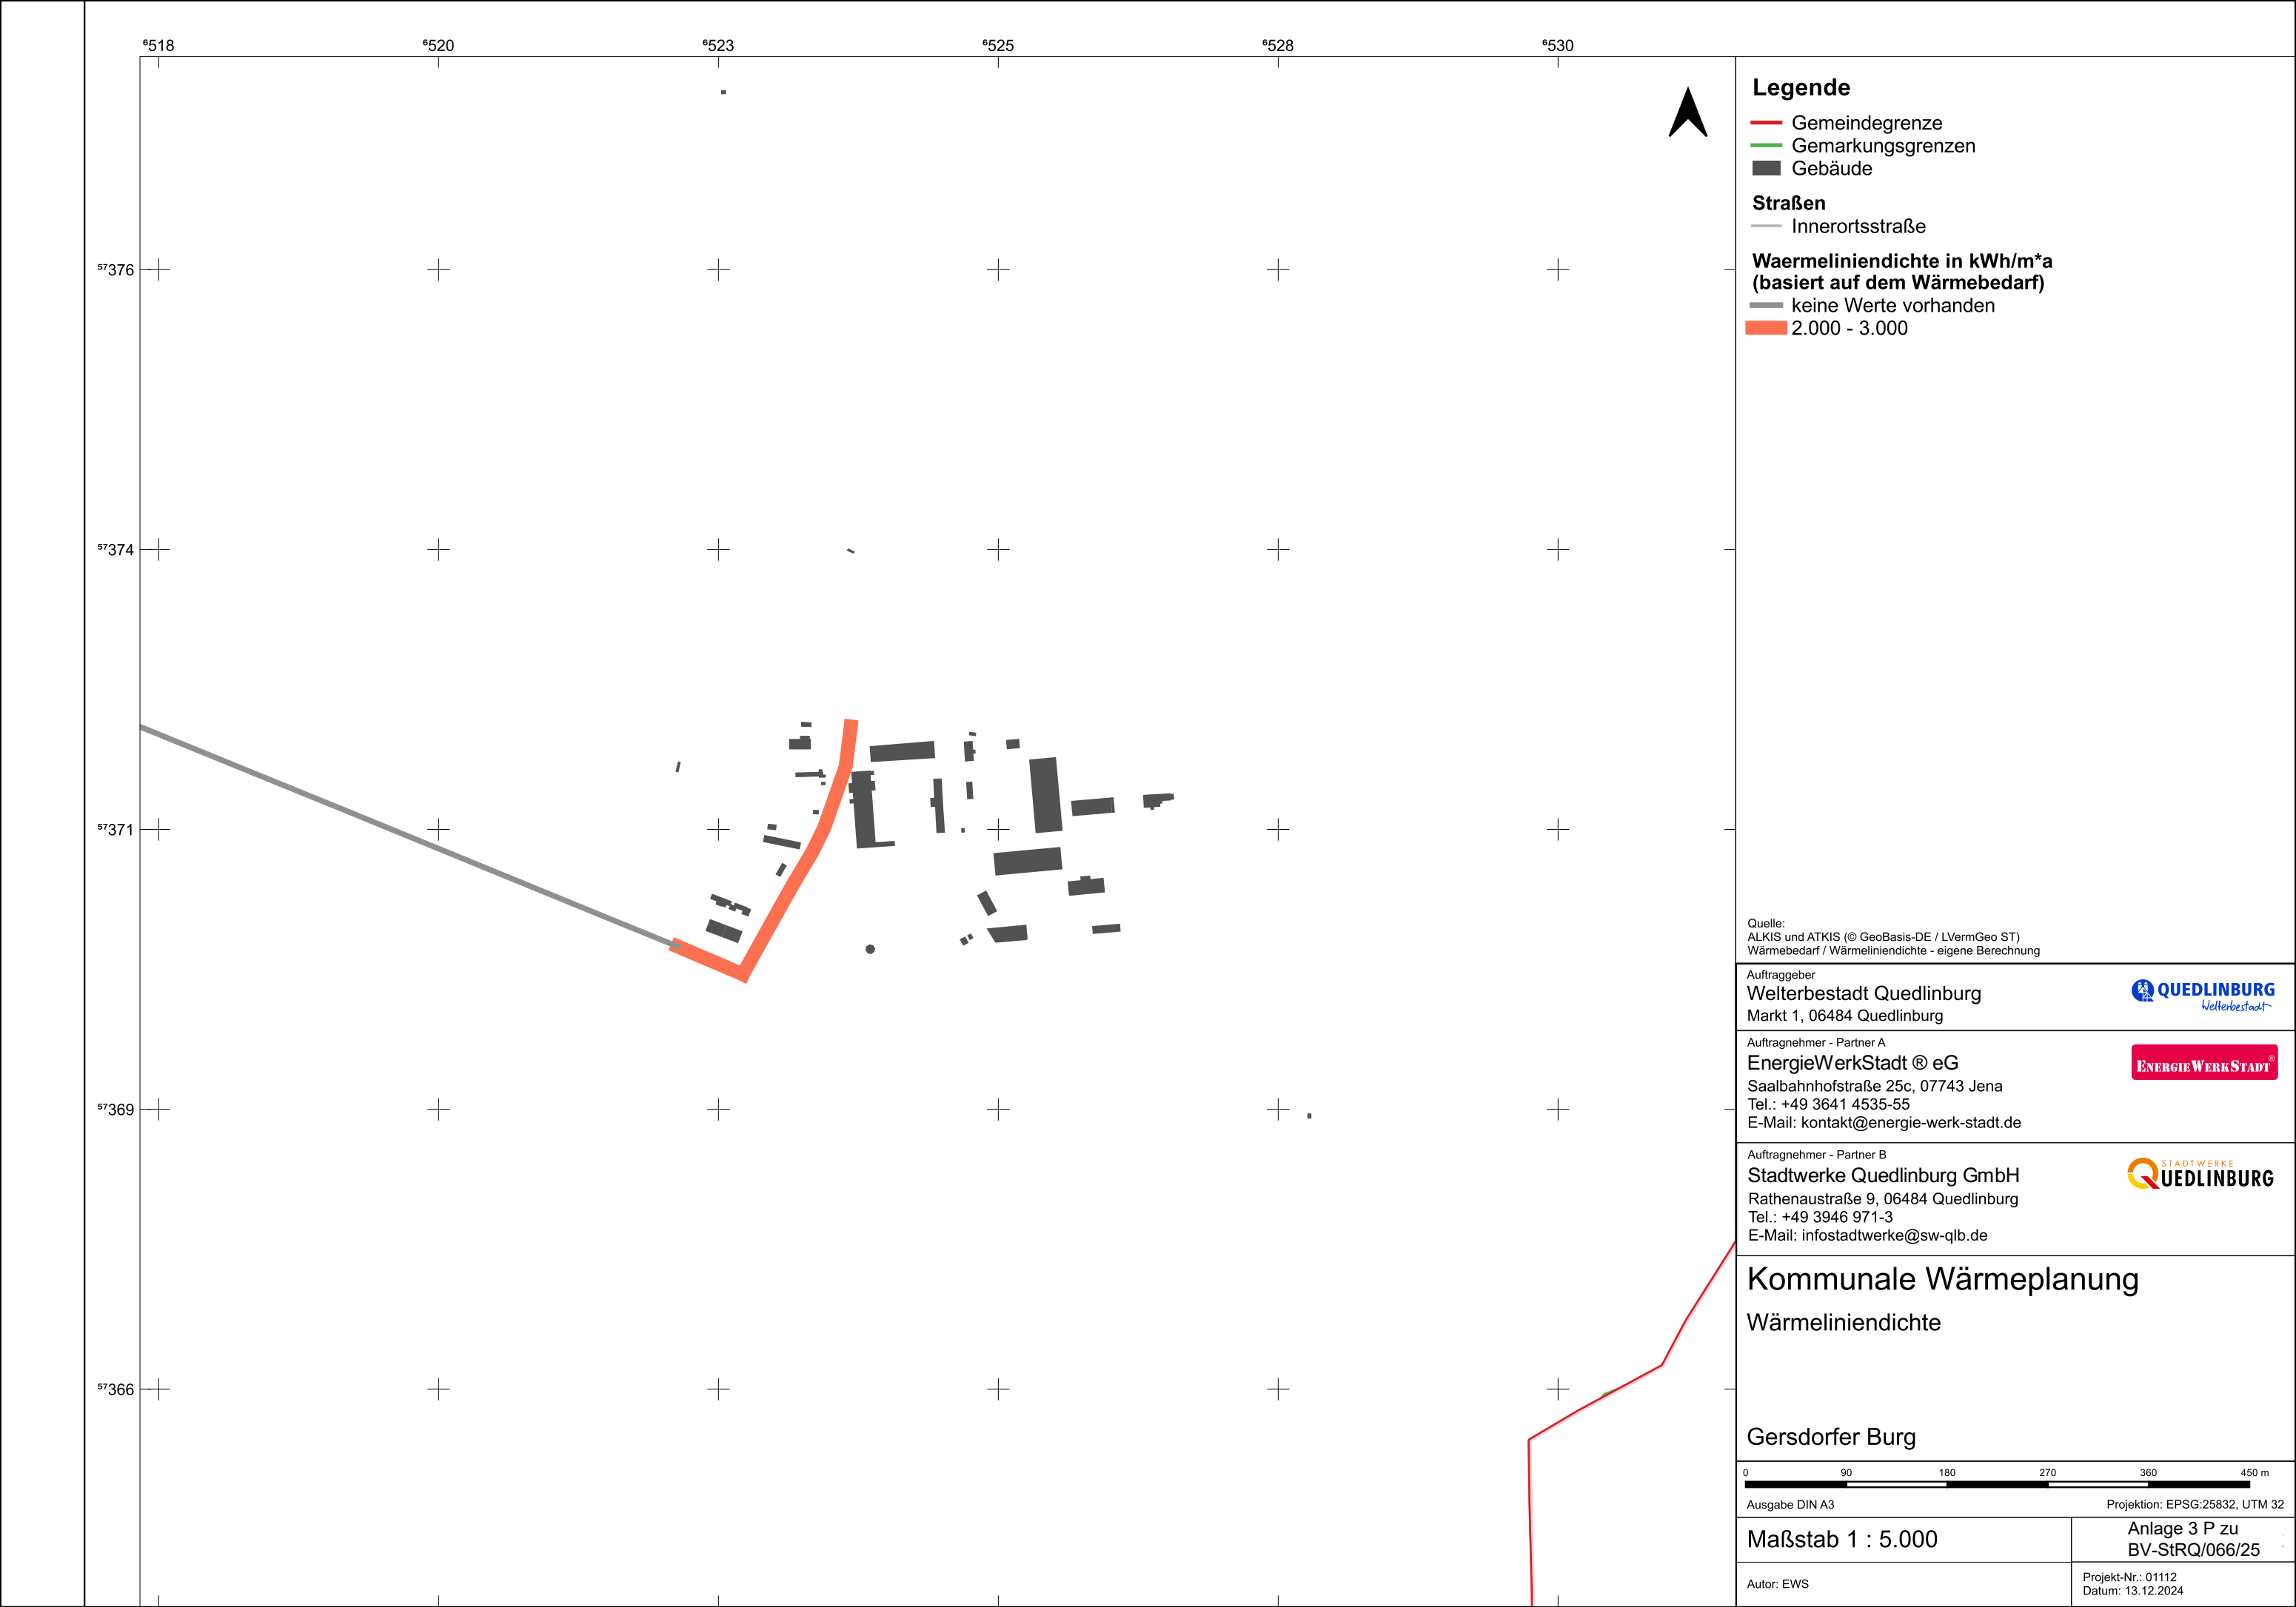 ⁶518 ⁶520 ⁶523 ⁶525 ⁶528 ⁶530
⁵⁷376
⁵⁷374
⁵⁷371
⁵⁷369
⁵⁷366
Legende
Gemeindegrenze
Gemarkungsgrenzen
Gebäude
Straßen
Innerortsstraße
Waermeliniendichte in kWh/m*a
(basiert auf dem Wärmebedarf)
keine Werte vorhanden
2.000 - 3.000
Quelle:
ALKIS und ATKIS (© GeoBasis-DE / LVermGeo ST)
Wärmebedarf / Wärmeliniendichte - eigene Berechnung
Auftraggeber
Welterbestadt Quedlinburg
Markt 1, 06484 Quedlinburg
QUEDLINBURG
Welterbestadt
Auftragnehmer - Partner A
EnergieWerkStadt ® eG
Saalbahnhofstraße 25c, 07743 Jena
Tel.: +49 3641 4535-55
E-Mail: kontakt@energie-werk-stadt.de
ENERGIEWERKSTADT®
Auftragnehmer - Partner B
Stadtwerke Quedlinburg GmbH
Rathenaustraße 9, 06484 Quedlinburg
Tel.: +49 3946 971-3
E-Mail: infostadtwerke@sw-qlb.de
STADTWERKE
QUEDLINBURG
Kommunale Wärmeplanung
Wärmeliniendichte
Gersdorfer Burg
0 90 180 270 360 450 m
Ausgabe DIN A3 Projektion: EPSG:25832, UTM 32
Maßstab 1 : 5.000
Anlage 3 P zu
BV-StRQ/066/25
Autor: EWS
Projekt-Nr.: 01112
Datum: 13.12.2024